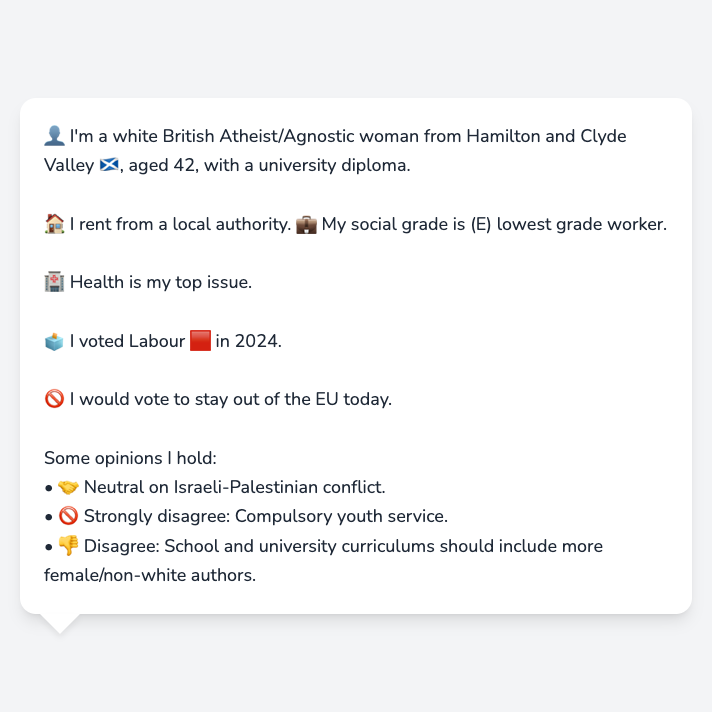 👤 I'm a white British Atheist/Agnostic woman from Hamilton and Clyde
Valley 🏴󠁧󠁢󠁳󠁣󠁴󠁿, aged 42, with a university diploma.
🏠 I rent from a local authority. 💼 My social grade is (E) lowest grade worker.
🏥 Health is my top issue.
🗳️ I voted Labour 🟥 in 2024.
🚫 I would vote to stay out of the EU today.
Some opinions I hold:
• 🤝 Neutral on Israeli-Palestinian conflict.
• 🚫 Strongly disagree: Compulsory youth service.
• 👎 Disagree: School and university curriculums should include more
female/non-white authors.